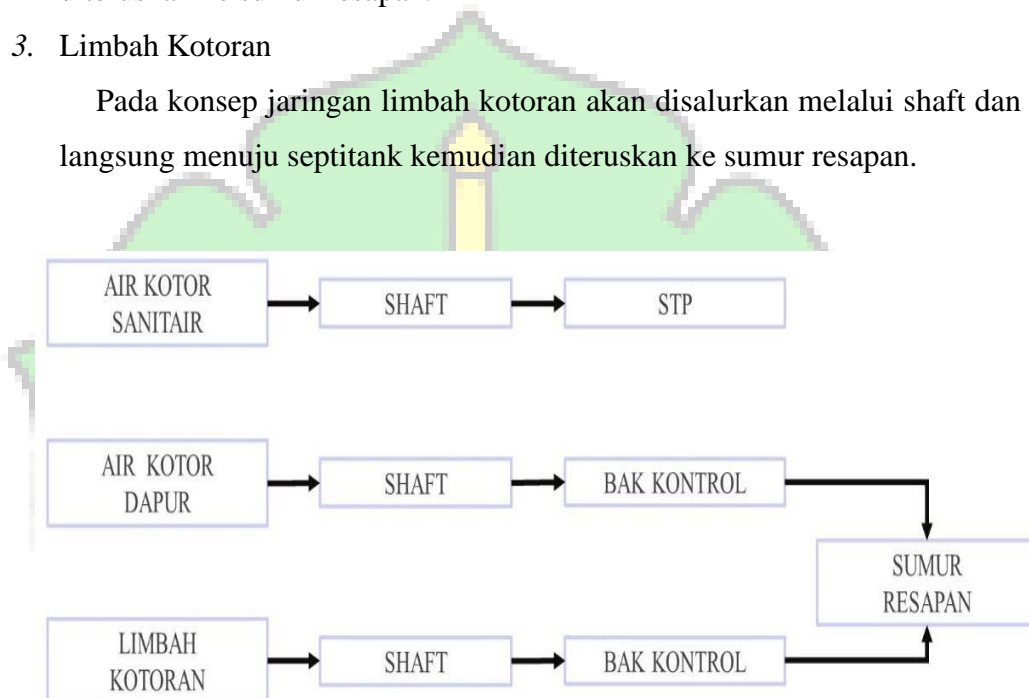 3. Limbah Kotoran
Pada konsep jaringan limbah kotoran akan disalurkan melalui shaft dan
langsung menuju septitank kemudian diteruskan ke sumur resapan.
AIR KOTOR
SANITAIR
SHAFT
STP
AIR KOTOR
DAPUR
SHAFT
BAK KONTROL
SUMUR
RESAPAN
LIMBAH
KOTORAN
SHAFT
BAK KONTROL